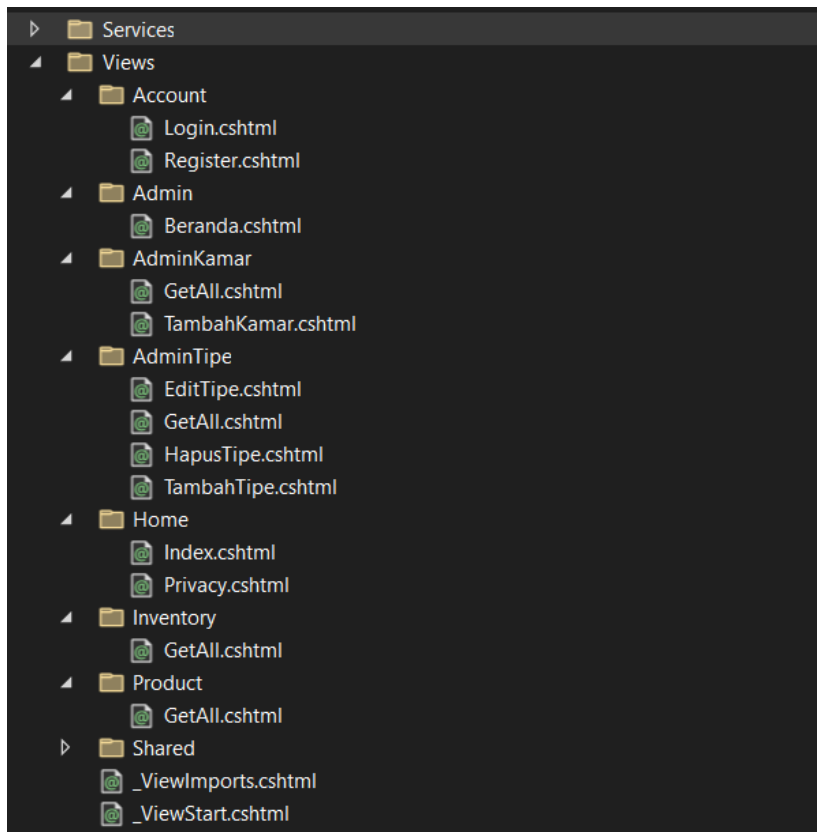 Services
Views
Account
Login.cshtml
Register.cshtml
Admin
Beranda.cshtml
AdminKamar
GetAll.cshtml
TambahKamar.cshtml
AdminTipe
EditTipe.cshtml
GetAll.cshtml
HapusTipe.cshtml
TambahTipe.cshtml
Home
Index.cshtml
Privacy.cshtml
Inventory
GetAll.cshtml
Product
GetAll.cshtml
Shared
_ViewImports.cshtml
_ViewStart.cshtml